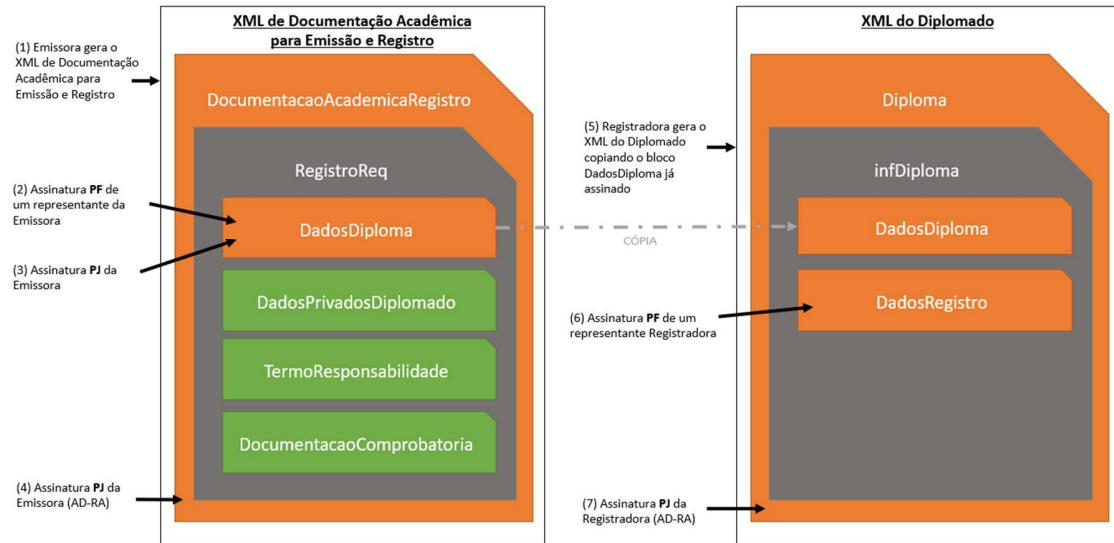 XML de Documentação Acadêmica
para Emissão e Registro
(1) Emissora gera o
XML de Documentação
Acadêmica para
Emissão e Registro
DocumentacaoAcademicaRegistro
RegistroReq
(2) Assinatura PF de
um representante da
Emissora
DadosDiploma
(3) Assinatura PJ da
Emissora
DadosPrivadosDiplomado
TermoResponsabilidade
DocumentacaoComprobatoria
(4) Assinatura PJ da
Emissora (AD-RA)
CÓPIA
XML do Diplomado
Diploma
(5) Registradora gera o
XML do Diplomado
copiando o bloco
DadosDiploma já
assinado
infDiploma
DadosDiploma
DadosRegistro
(6) Assinatura PF de um
representante Registradora
(7) Assinatura PJ da
Registradora (AD-RA)